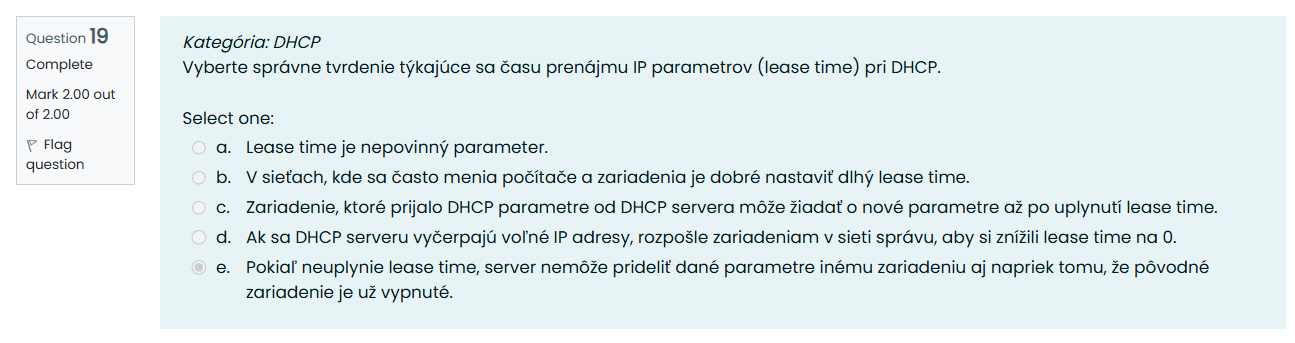 Question 19
Complete
Mark 2.00 out
of 2.00
Flag
question
Kategória: DHCP
Vyberte správne tvrdenie týkajúce sa času prenájmu IP parametrov (lease time) pri DHCP.
Select one:
a. Lease time je nepovinný parameter.
b. V sieťach, kde sa často menia počítače a zariadenia je dobré nastaviť dlhý lease time.
c. Zariadenie, ktoré prijalo DHCP parametre od DHCP servera môže žiadať o nové parametre až po uplynutí lease time.
d. Ak sa DHCP serveru vyčerpajú voľné IP adresy, rozpošle zariadeniam v sieti správu, aby si znížili lease time na 0.
e. Pokiaľ neuplynie lease time, server nemôže prideliť dané parametre inému zariadeniu aj napriek tomu, že pôvodné
zariadenie je už vypnuté.